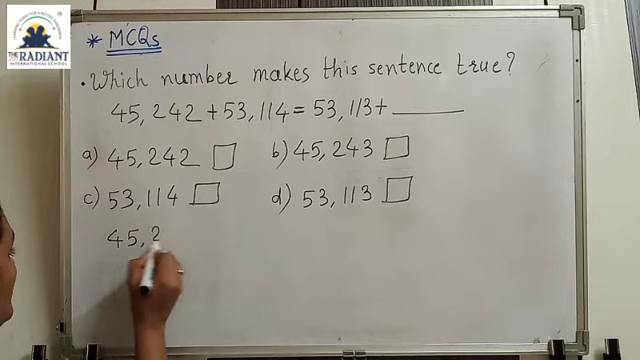 THE RADIANT
INTERNATIONAL SCHOOL
* MCQs
. Which number makes this sentence true?
45,242 + 53,114 = 53,113 + ______
a) 45,242 □ b) 45,243 □
c) 53,114 □ d) 53,113 □
45,2